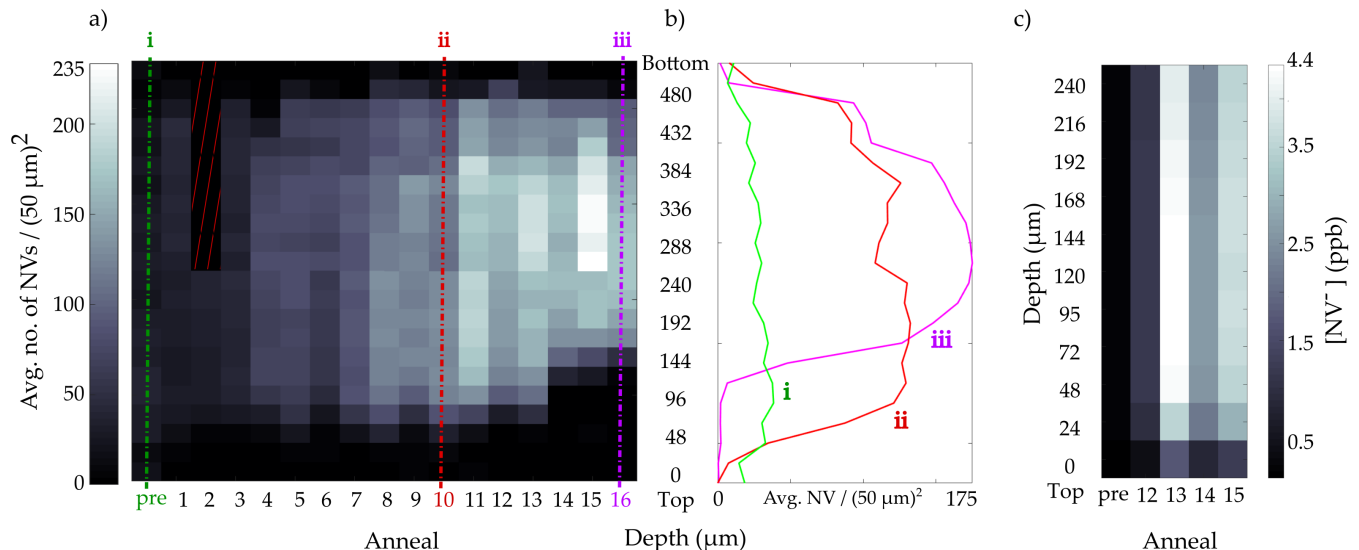 a)
i
ii
iii
235
200
150
100
50
0
Avg. no. of NVs / (50 µm)²
pre 1 2 3 4 5 6 7 8 9 10 11 12 13 14 15 16
Anneal
b)
Bottom
480
432
384
336
288
240
192
144
96
48
0
Top
Depth (µm)
iii
i
ii
0 Avg. NV / (50 µm)² 175
c)
240
216
192
168
144
120
95
72
48
24
0
Top
Depth (µm)
pre 12 13 14 15
Anneal
4.4
3.5
2.5
1.5
0.5
[NV⁻] (ppb)